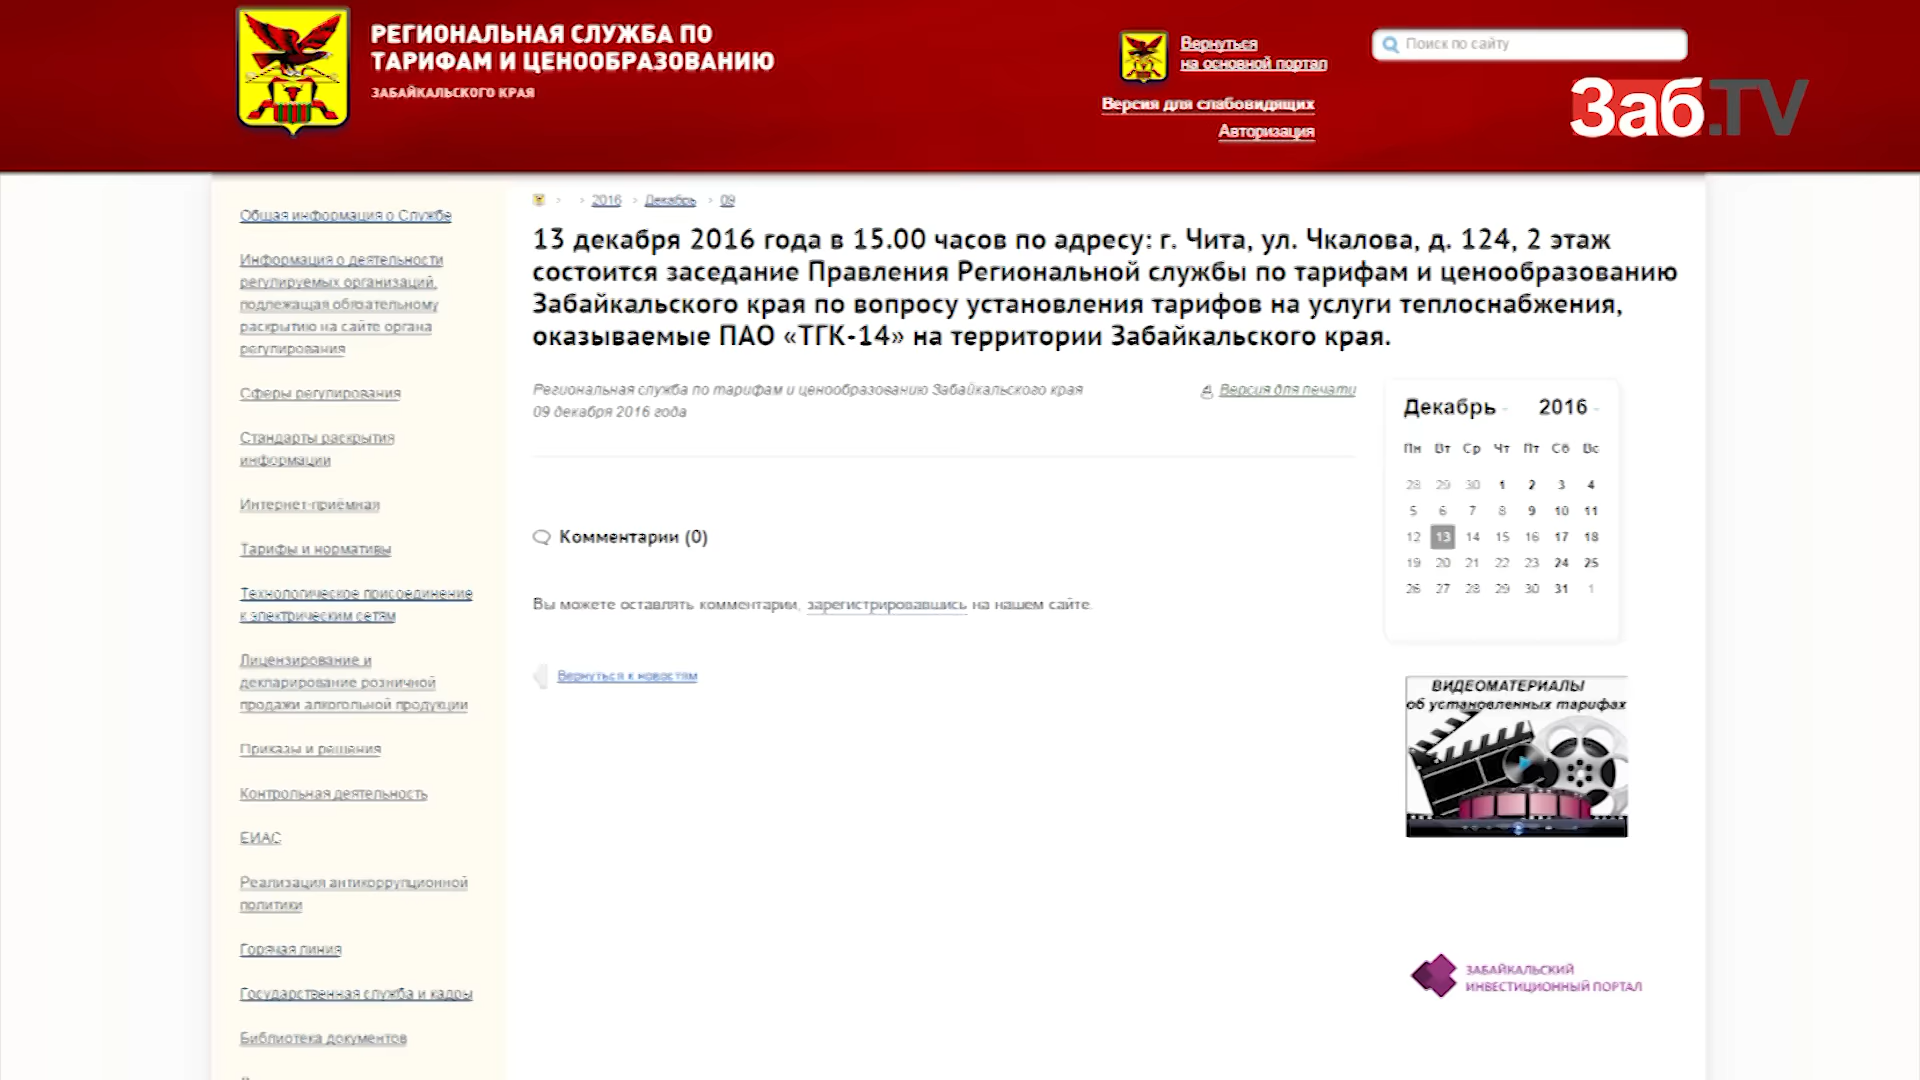 РЕГИОНАЛЬНАЯ СЛУЖБА ПО
ТАРИФАМ И ЦЕНООБРАЗОВАНИЮ
ЗАБАЙКАЛЬСКОГО КРАЯ
Вернуться
на основной портал
Версия для слабовидящих
Авторизация
Поиск по сайту
Заб.TV
Общая информация о Службе
Информация о деятельности
регулируемых организаций,
подлежащая обязательному
раскрытию на сайте органа
регулирования
Сферы регулирования
Стандарты раскрытия
информации
Интернет-приёмная
Тарифы и нормативы
Технологическое присоединение
к электрическим сетям
Лицензирование и
декларирование розничной
продажи алкогольной продукции
Приказы и решения
Контрольная деятельность
ЕИАС
Реализация антикоррупционной
политики
Горячая линия
Государственная служба и кадры
Библиотека документов
2016 Декабрь 09
13 декабря 2016 года в 15.00 часов по адресу: г. Чита, ул. Чкалова, д. 124, 2 этаж
состоится заседание Правления Региональной службы по тарифам и ценообразованию
Забайкальского края по вопросу установления тарифов на услуги теплоснабжения,
оказываемые ПАО «ТГК-14» на территории Забайкальского края.
Региональная служба по тарифам и ценообразованию Забайкальского края
09 декабря 2016 года
Версия для печати
Комментарии (0)
Вы можете оставлять комментарии, зарегистрировавшись на нашем сайте.
Вернуться к новостям
Декабрь 2016
Пн Вт Ср Чт Пт Сб Вс
28 29 30 1 2 3 4
5 6 7 8 9 10 11
12 13 14 15 16 17 18
19 20 21 22 23 24 25
26 27 28 29 30 31 1
ВИДЕОМАТЕРИАЛЫ
об установленных тарифах
ЗАБАЙКАЛЬСКИЙ
ИНВЕСТИЦИОННЫЙ ПОРТАЛ